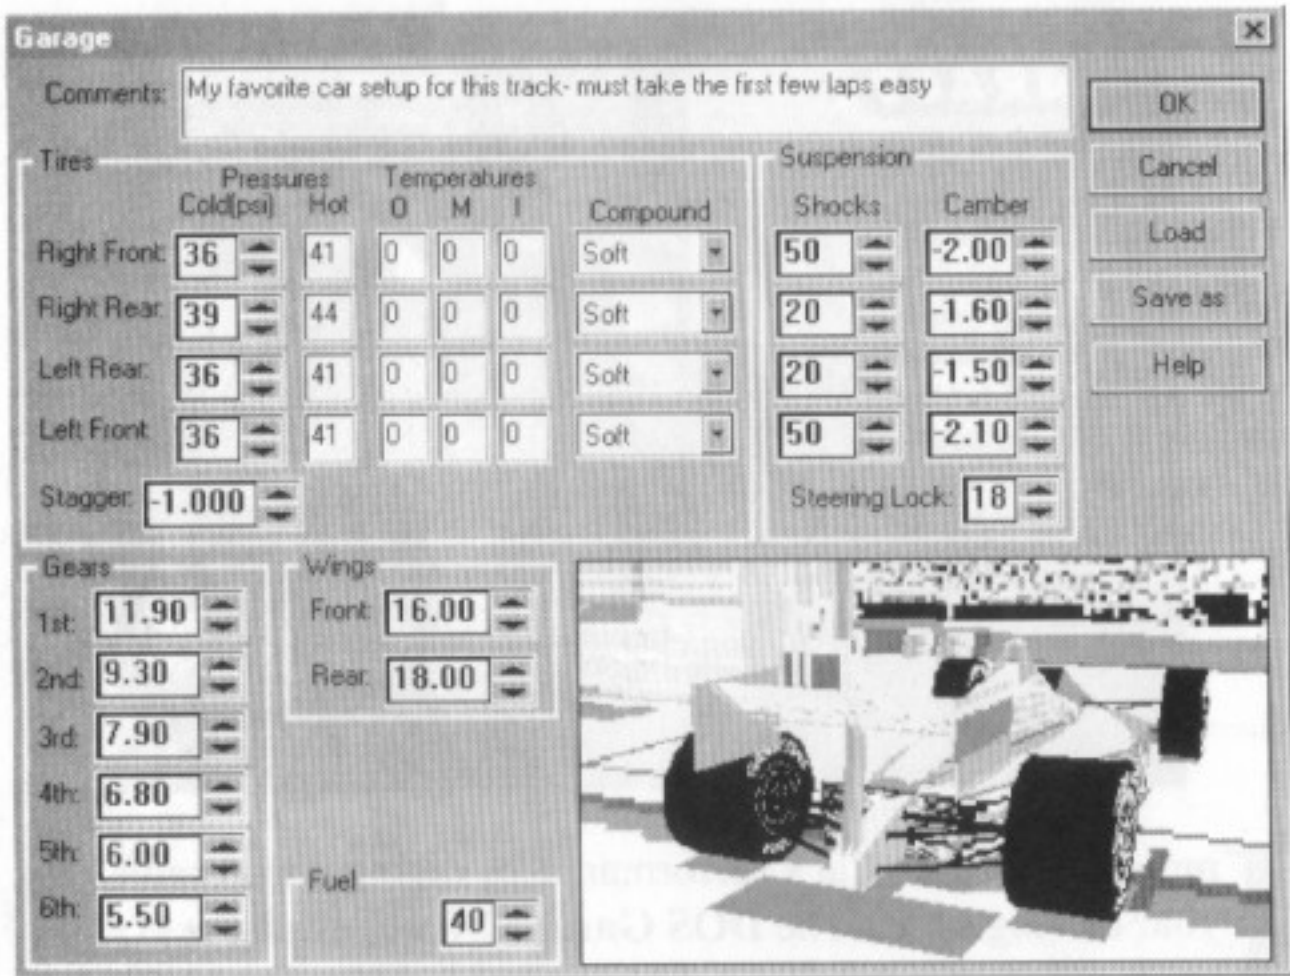 Garage
Comments: My favorite car setup for this track- must take the first few laps easy
OK
Cancel
Load
Save as
Help
Tires
Pressures Temperatures
Cold(psi) Hot O M I Compound
Right Front: 36 41 0 0 0 Soft
Right Rear: 39 44 0 0 0 Soft
Left Rear: 36 41 0 0 0 Soft
Left Front: 36 41 0 0 0 Soft
Stagger: -1.000
Suspension
Shocks Camber
50 -2.00
20 -1.60
20 -1.50
50 -2.10
Steering Lock: 18
Gears
1st: 11.90
2nd: 9.30
3rd: 7.90
4th: 6.80
5th: 6.00
6th: 5.50
Wings
Front: 16.00
Rear: 18.00
Fuel
40